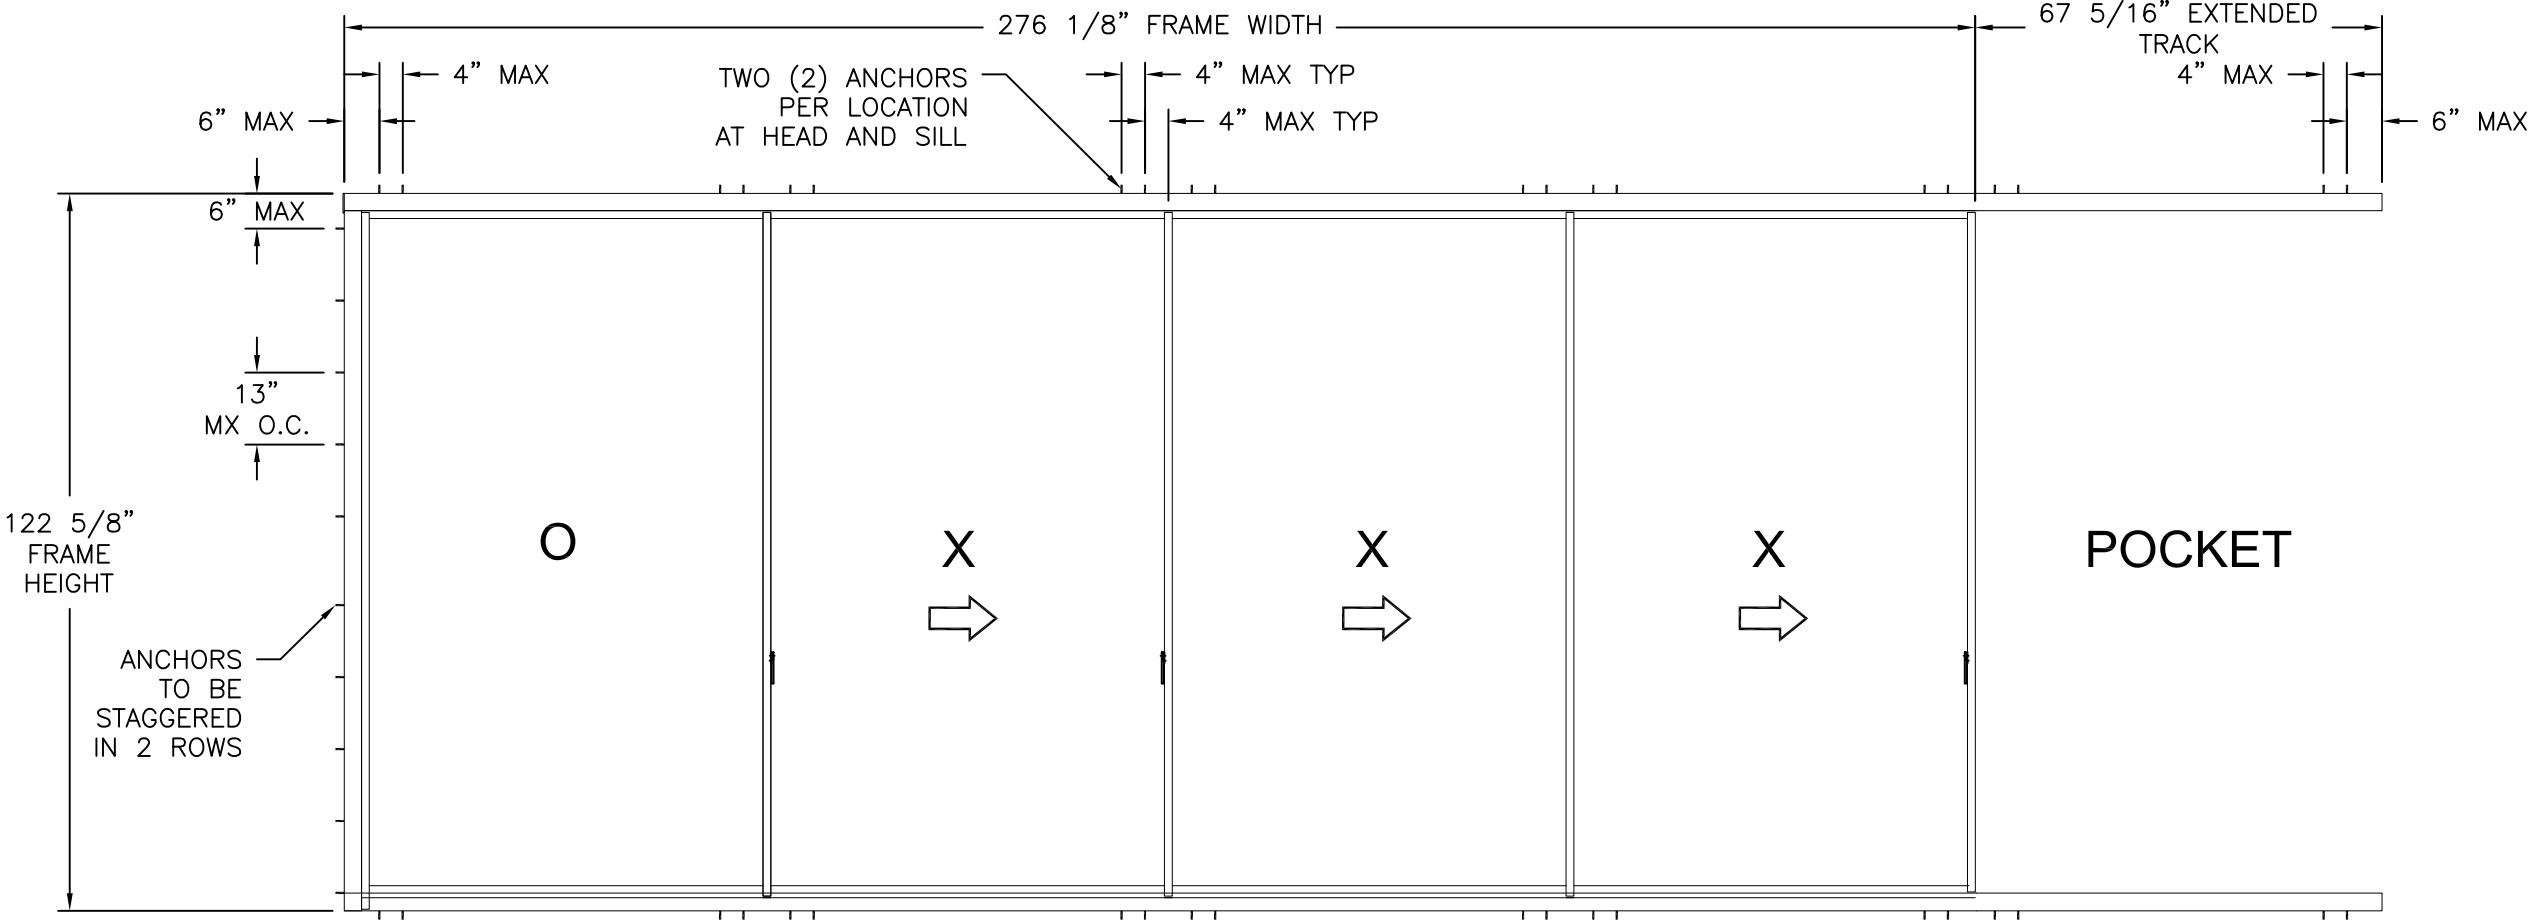 276 1/8” FRAME WIDTH
67 5/16” EXTENDED
TRACK
4” MAX
TWO (2) ANCHORS
PER LOCATION
AT HEAD AND SILL
4” MAX TYP
4” MAX
6” MAX
4” MAX TYP
6” MAX
6” MAX
13”
MX O.C.
122 5/8”
FRAME
HEIGHT
O
X
X
X
POCKET
ANCHORS
TO BE
STAGGERED
IN 2 ROWS